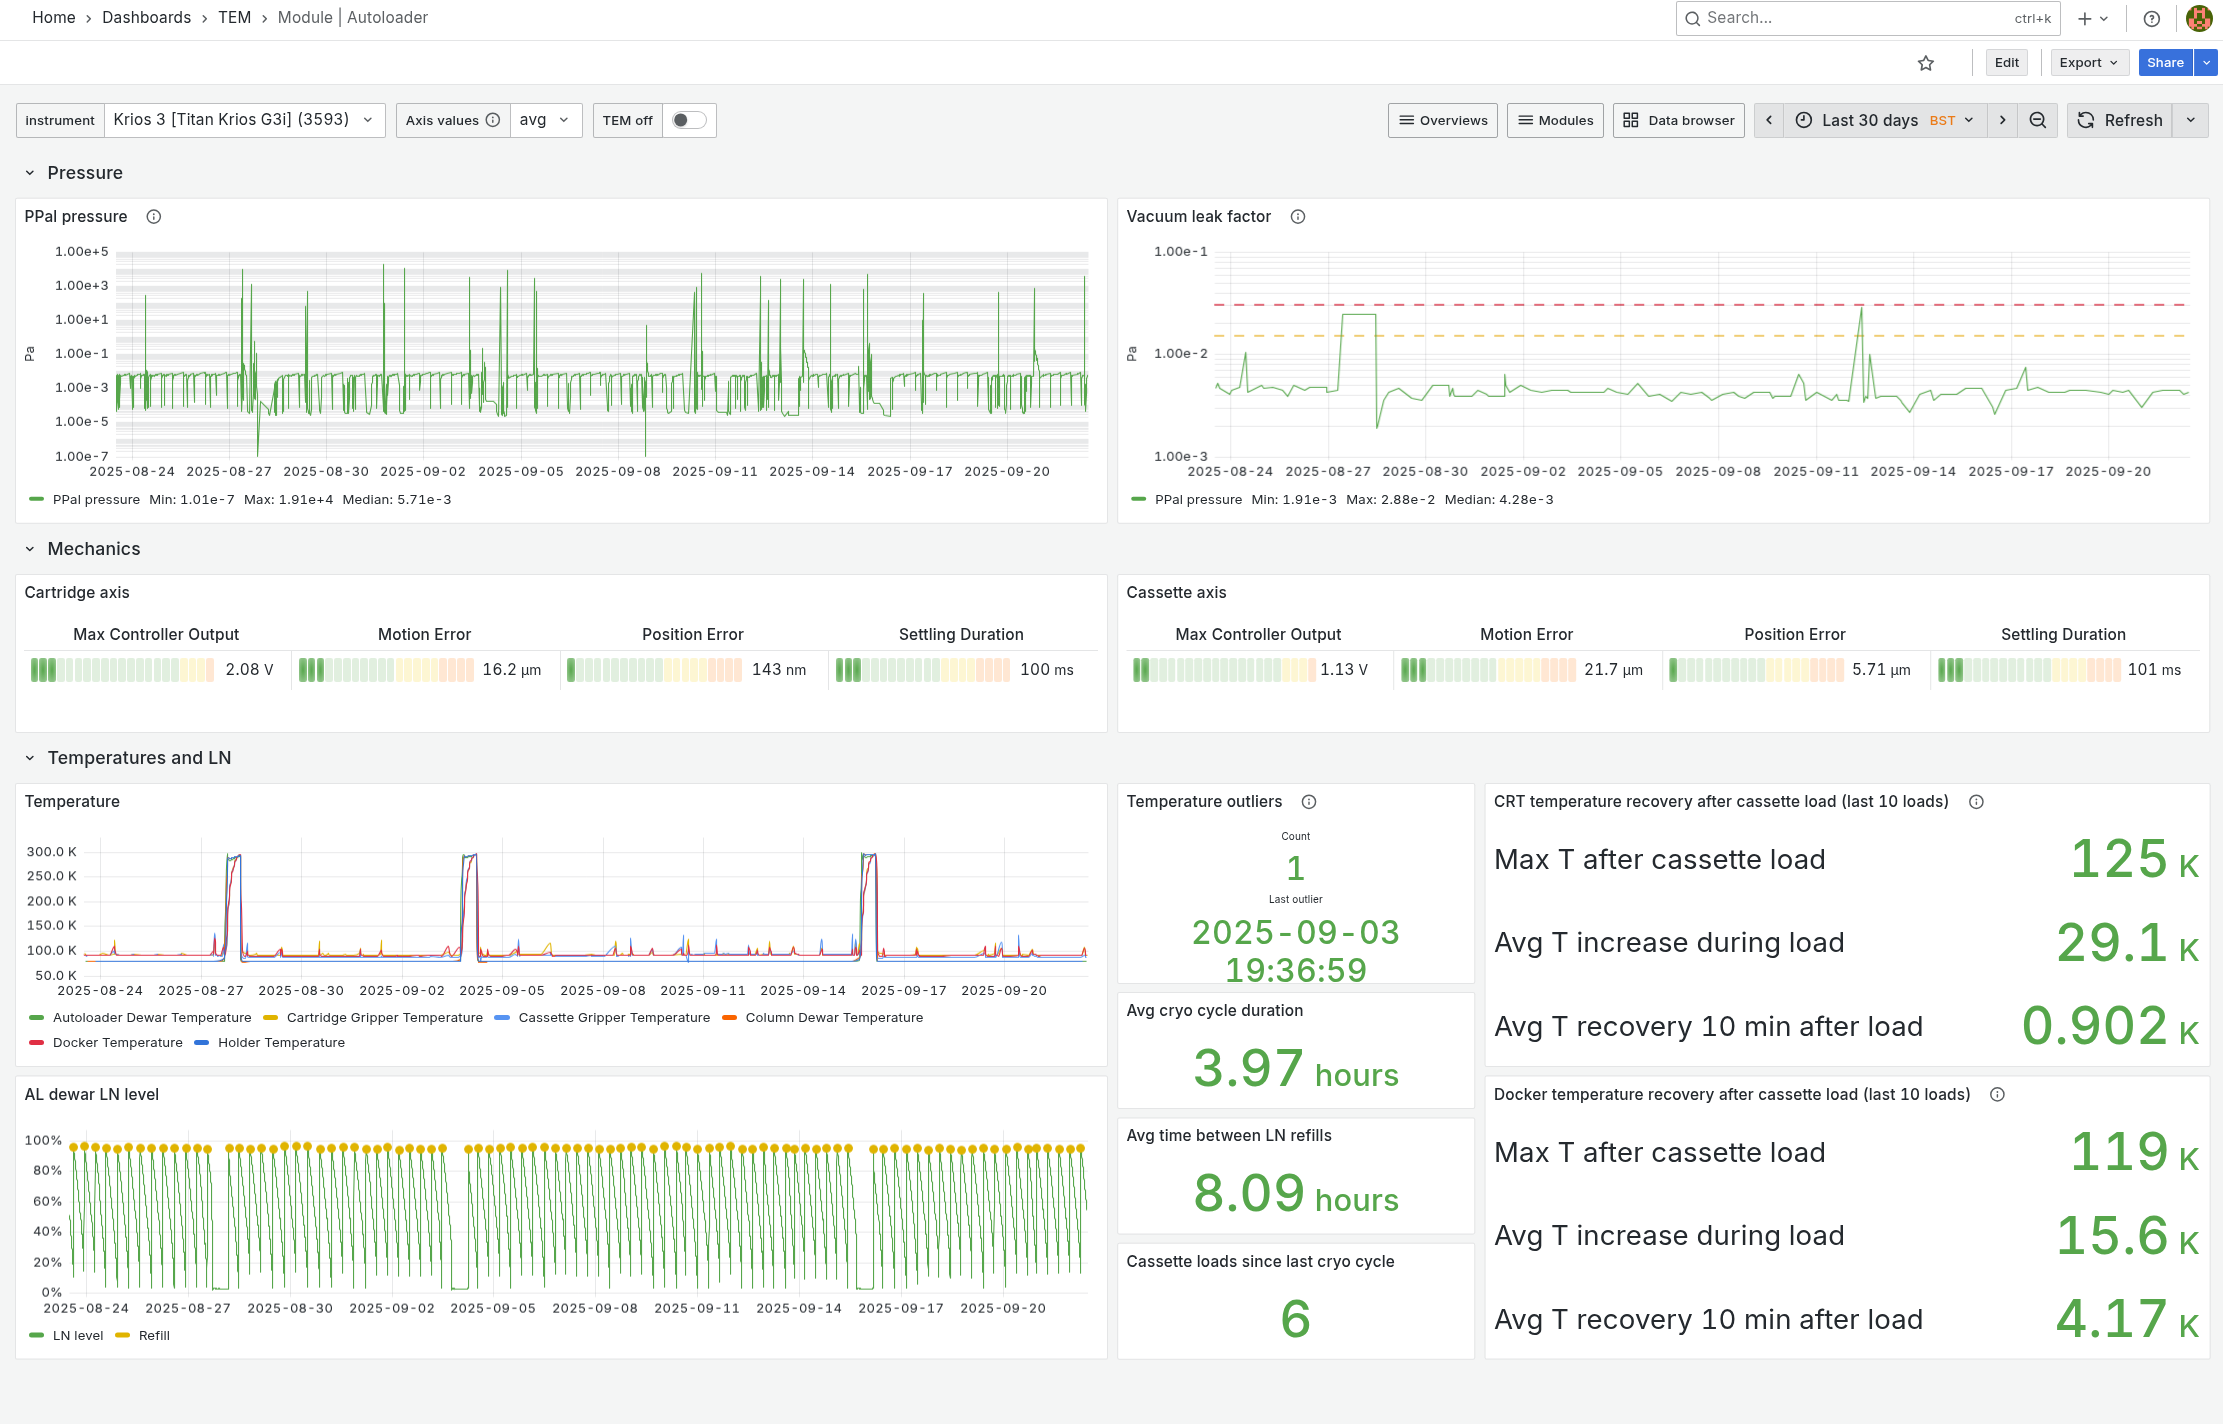 Home › Dashboards › TEM › Module | Autoloader
Search... ctrl+k
Edit Export Share
instrument Krios 3 [Titan Krios G3i] (3593) Axis values avg TEM off
Overviews Modules Data browser Last 30 days BST Refresh
Pressure
PPal pressure
1.00e+5
1.00e+3
1.00e+1
1.00e-1
1.00e-3
1.00e-5
1.00e-7
Pa
2025-08-24 2025-08-27 2025-08-30 2025-09-02 2025-09-05 2025-09-08 2025-09-11 2025-09-14 2025-09-17 2025-09-20
PPal pressure Min: 1.01e-7 Max: 1.91e+4 Median: 5.71e-3
Vacuum leak factor
1.00e-1
1.00e-2
1.00e-3
Pa
2025-08-24 2025-08-27 2025-08-30 2025-09-02 2025-09-05 2025-09-08 2025-09-11 2025-09-14 2025-09-17 2025-09-20
PPal pressure Min: 1.91e-3 Max: 2.88e-2 Median: 4.28e-3
Mechanics
Cartridge axis
Max Controller Output Motion Error Position Error Settling Duration
2.08 V 16.2 µm 143 nm 100 ms
Cassette axis
Max Controller Output Motion Error Position Error Settling Duration
1.13 V 21.7 µm 5.71 µm 101 ms
Temperatures and LN
Temperature
300.0 K
250.0 K
200.0 K
150.0 K
100.0 K
50.0 K
2025-08-24 2025-08-27 2025-08-30 2025-09-02 2025-09-05 2025-09-08 2025-09-11 2025-09-14 2025-09-17 2025-09-20
Autoloader Dewar Temperature Cartridge Gripper Temperature Cassette Gripper Temperature Column Dewar Temperature
Docker Temperature Holder Temperature
AL dewar LN level
100%
80%
60%
40%
20%
0%
2025-08-24 2025-08-27 2025-08-30 2025-09-02 2025-09-05 2025-09-08 2025-09-11 2025-09-14 2025-09-17 2025-09-20
LN level Refill
Temperature outliers
Count
1
Last outlier
2025-09-03
19:36:59
Avg cryo cycle duration
3.97 hours
Avg time between LN refills
8.09 hours
Cassette loads since last cryo cycle
6
CRT temperature recovery after cassette load (last 10 loads)
Max T after cassette load 125 K
Avg T increase during load 29.1 K
Avg T recovery 10 min after load 0.902 K
Docker temperature recovery after cassette load (last 10 loads)
Max T after cassette load 119 K
Avg T increase during load 15.6 K
Avg T recovery 10 min after load 4.17 K